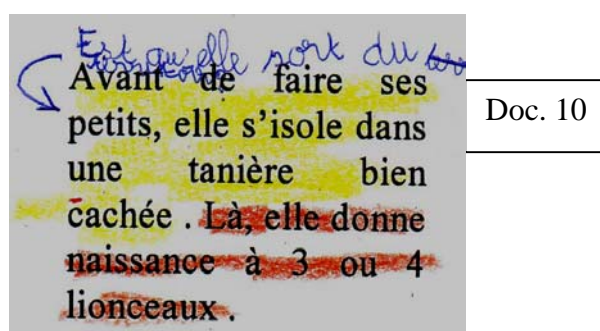 Est qu'elle sort du
Avant de faire ses
petits, elle s'isole dans
une tanière bien
cachée . Là, elle donne
naissance à 3 ou 4
lionceaux .
Doc. 10